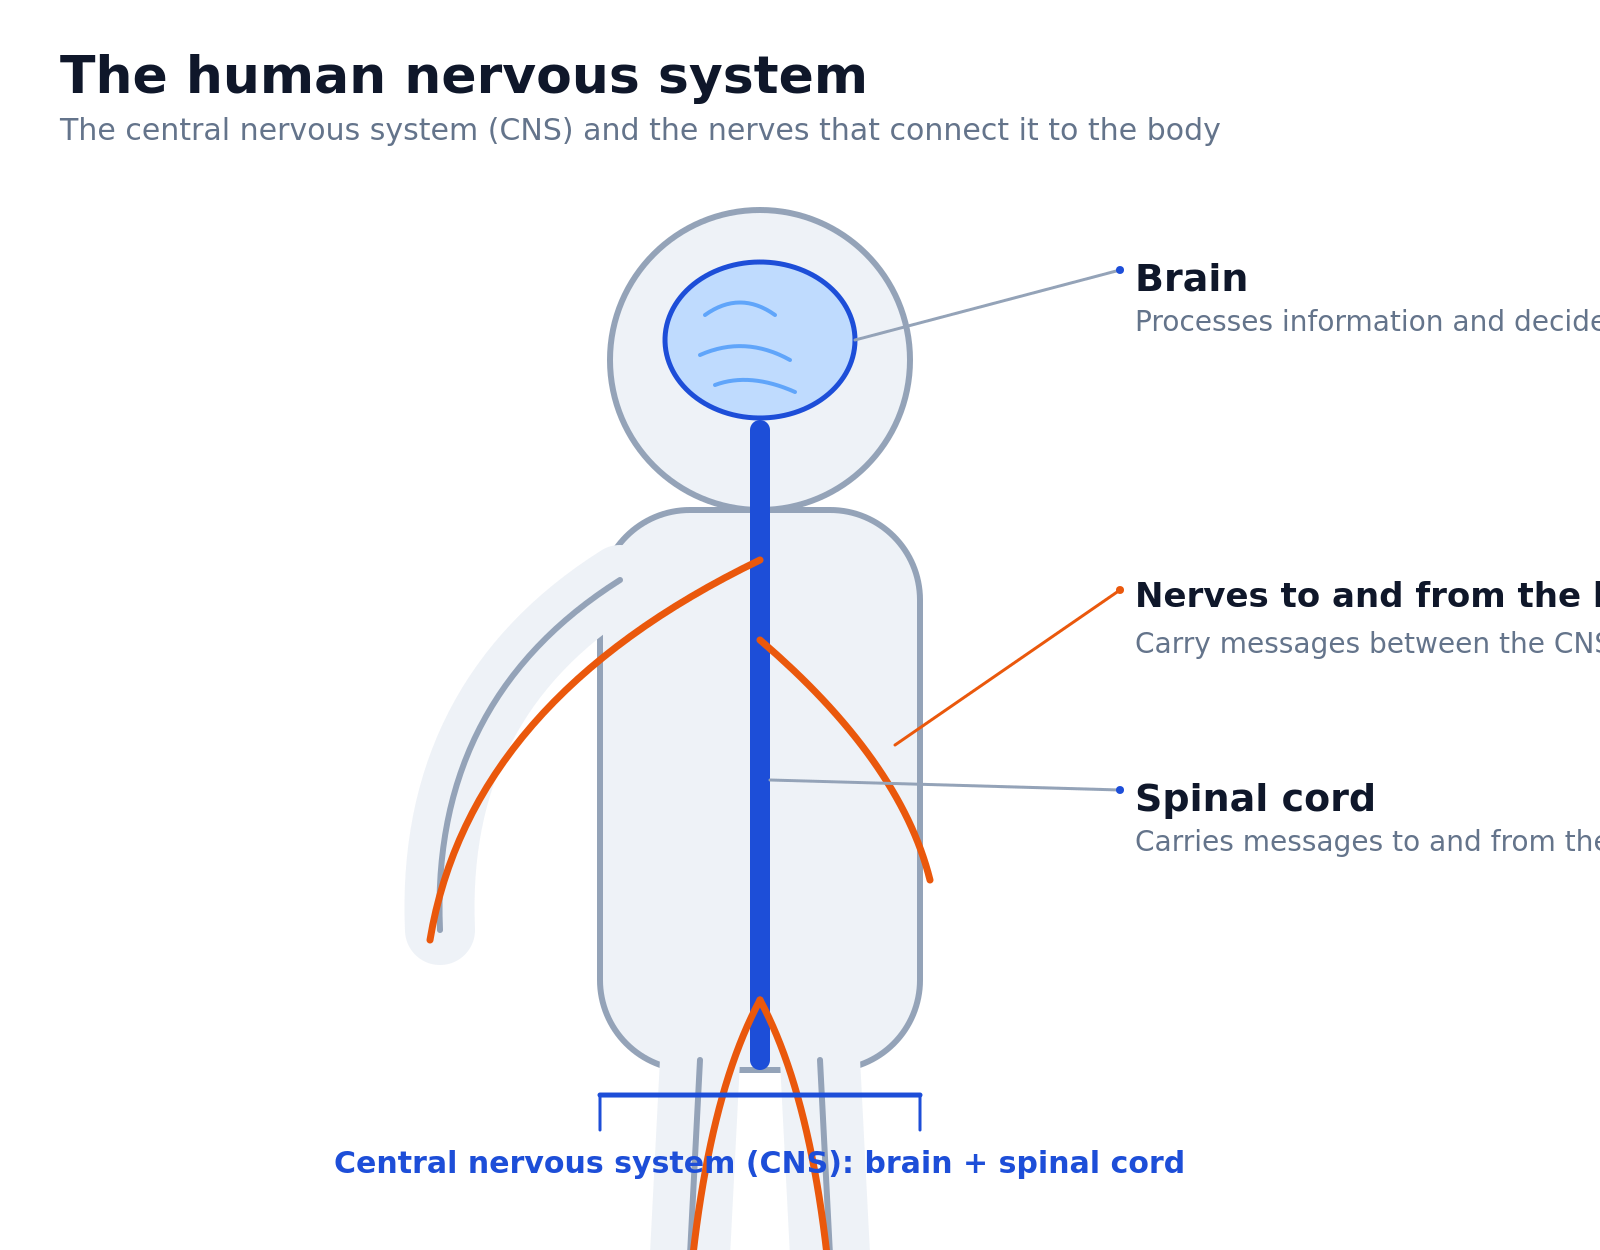 The human nervous system
The central nervous system (CNS) and the nerves that connect it to the body
Brain
Processes information and decide
Nerves to and from the
Carry messages between the CNS
Spinal cord
Carries messages to and from the
Central nervous system (CNS): brain + spinal cord